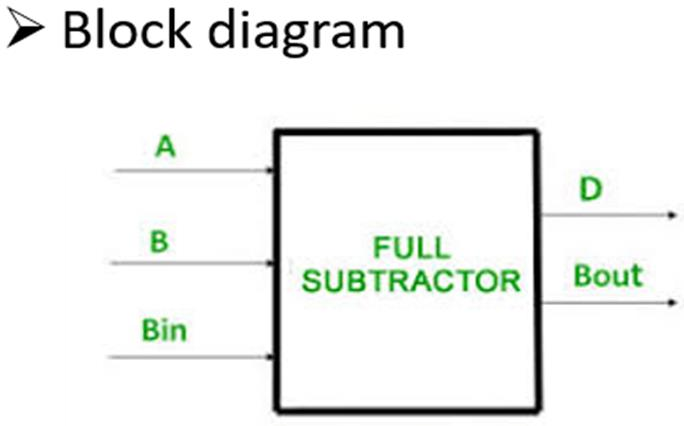 ➢ Block diagram
A
B
Bin
FULL
SUBTRACTOR
D
Bout